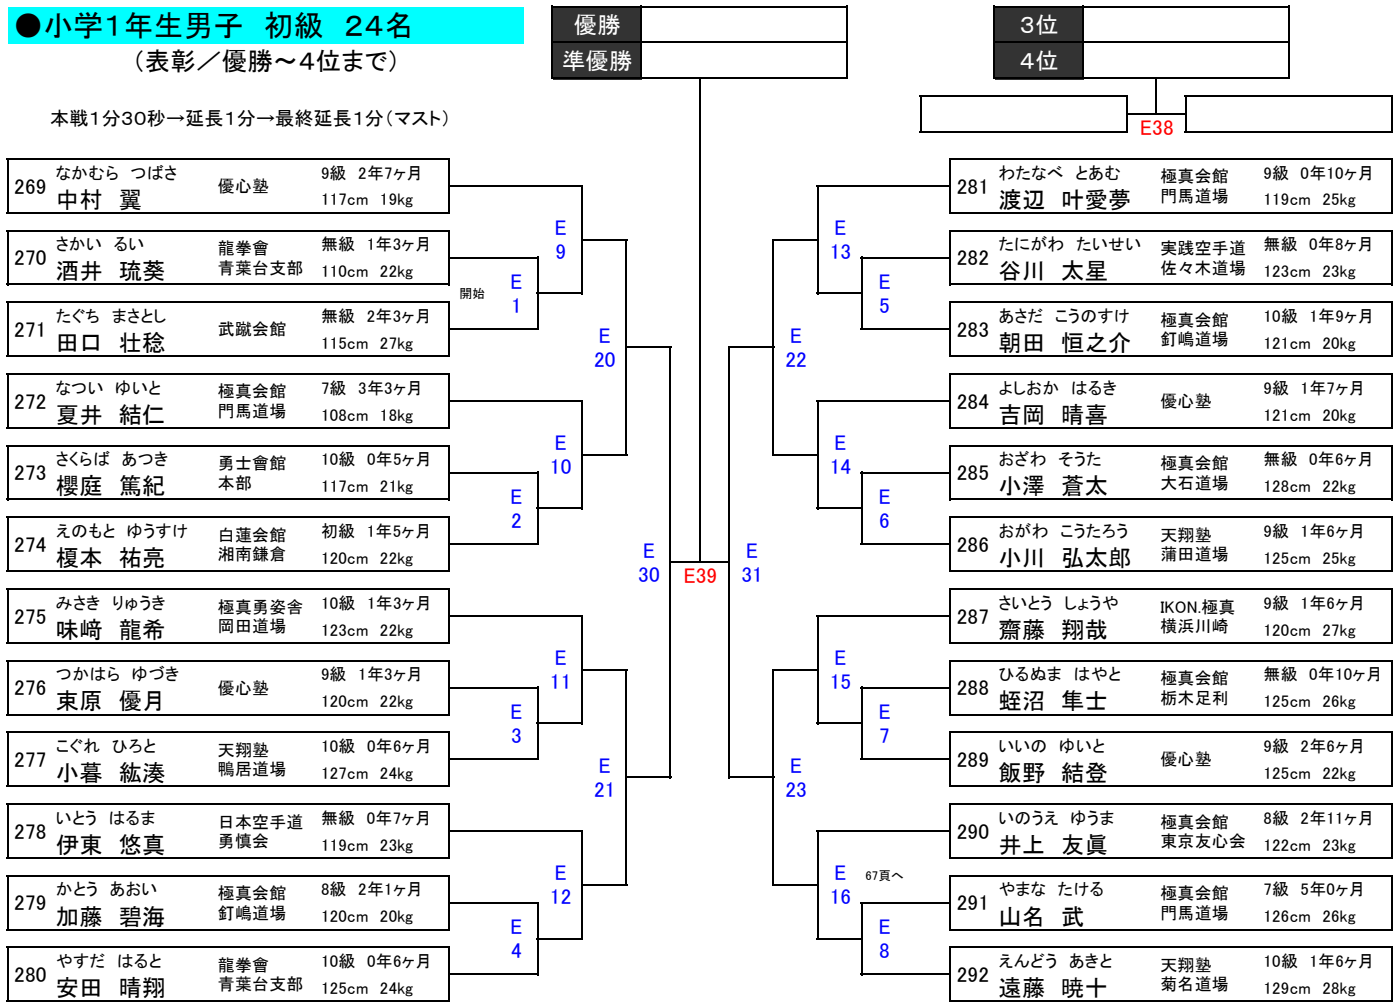 ●小学1年生男子 初級 24名
(表彰／優勝～4位まで)
本戦1分30秒→延長1分→最終延長1分(マスト)
優勝
準優勝
3位
4位
E38
269 なかむら つばさ 中村 翼 優心塾 9級 2年7ヶ月 117cm 19kg
270 さかい るい 酒井 琉葵 龍拳會 青葉台支部 無級 1年3ヶ月 110cm 22kg
271 たぐち まさとし 田口 壮稔 武蹴会館 無級 2年3ヶ月 115cm 27kg
272 なつい ゆいと 夏井 結仁 極真会館 門馬道場 7級 3年3ヶ月 108cm 18kg
273 さくらば あつき 櫻庭 篤紀 勇士會館 本部 10級 0年5ヶ月 117cm 21kg
274 えのもと ゆうすけ 榎本 祐亮 白蓮会館 湘南鎌倉 初級 1年5ヶ月 120cm 22kg
275 みさき りゅうき 味﨑 龍希 極真勇姿舎 岡田道場 10級 1年3ヶ月 123cm 22kg
276 つかはら ゆづき 束原 優月 優心塾 9級 1年3ヶ月 120cm 22kg
277 こぐれ ひろと 小暮 紘湊 天翔塾 鴨居道場 10級 0年6ヶ月 127cm 24kg
278 いとう はるま 伊東 悠真 日本空手道 勇慎会 無級 0年7ヶ月 119cm 23kg
279 かとう あおい 加藤 碧海 極真会館 釘嶋道場 8級 2年1ヶ月 120cm 20kg
280 やすだ はると 安田 晴翔 龍拳會 青葉台支部 10級 0年6ヶ月 125cm 24kg
開始
E 1
E 2
E 3
E 4
E 9
E 10
E 11
E 12
E 20
E 21
E 30
E39
E 31
E 22
E 23
E 13
E 14
E 15
E 16
67頁へ
E 5
E 6
E 7
E 8
281 わたなべ とあむ 渡辺 叶愛夢 極真会館 門馬道場 9級 0年10ヶ月 119cm 25kg
282 たにがわ たいせい 谷川 太星 実践空手道 佐々木道場 無級 0年8ヶ月 123cm 23kg
283 あさだ こうのすけ 朝田 恒之介 極真会館 釘嶋道場 10級 1年9ヶ月 121cm 20kg
284 よしおか はるき 吉岡 晴喜 優心塾 9級 1年7ヶ月 121cm 20kg
285 おざわ そうた 小澤 蒼太 極真会館 大石道場 無級 0年6ヶ月 128cm 22kg
286 おがわ こうたろう 小川 弘太郎 天翔塾 蒲田道場 9級 1年6ヶ月 125cm 25kg
287 さいとう しょうや 齋藤 翔哉 IKON.極真 横浜川崎 9級 1年6ヶ月 120cm 27kg
288 ひるぬま はやと 蛭沼 隼士 極真会館 栃木足利 無級 0年10ヶ月 125cm 26kg
289 いいの ゆいと 飯野 結登 優心塾 9級 2年6ヶ月 125cm 22kg
290 いのうえ ゆうま 井上 友眞 極真会館 東京友心会 8級 2年11ヶ月 122cm 23kg
291 やまな たける 山名 武 極真会館 門馬道場 7級 5年0ヶ月 126cm 26kg
292 えんどう あきと 遠藤 暁十 天翔塾 菊名道場 10級 1年6ヶ月 129cm 28kg